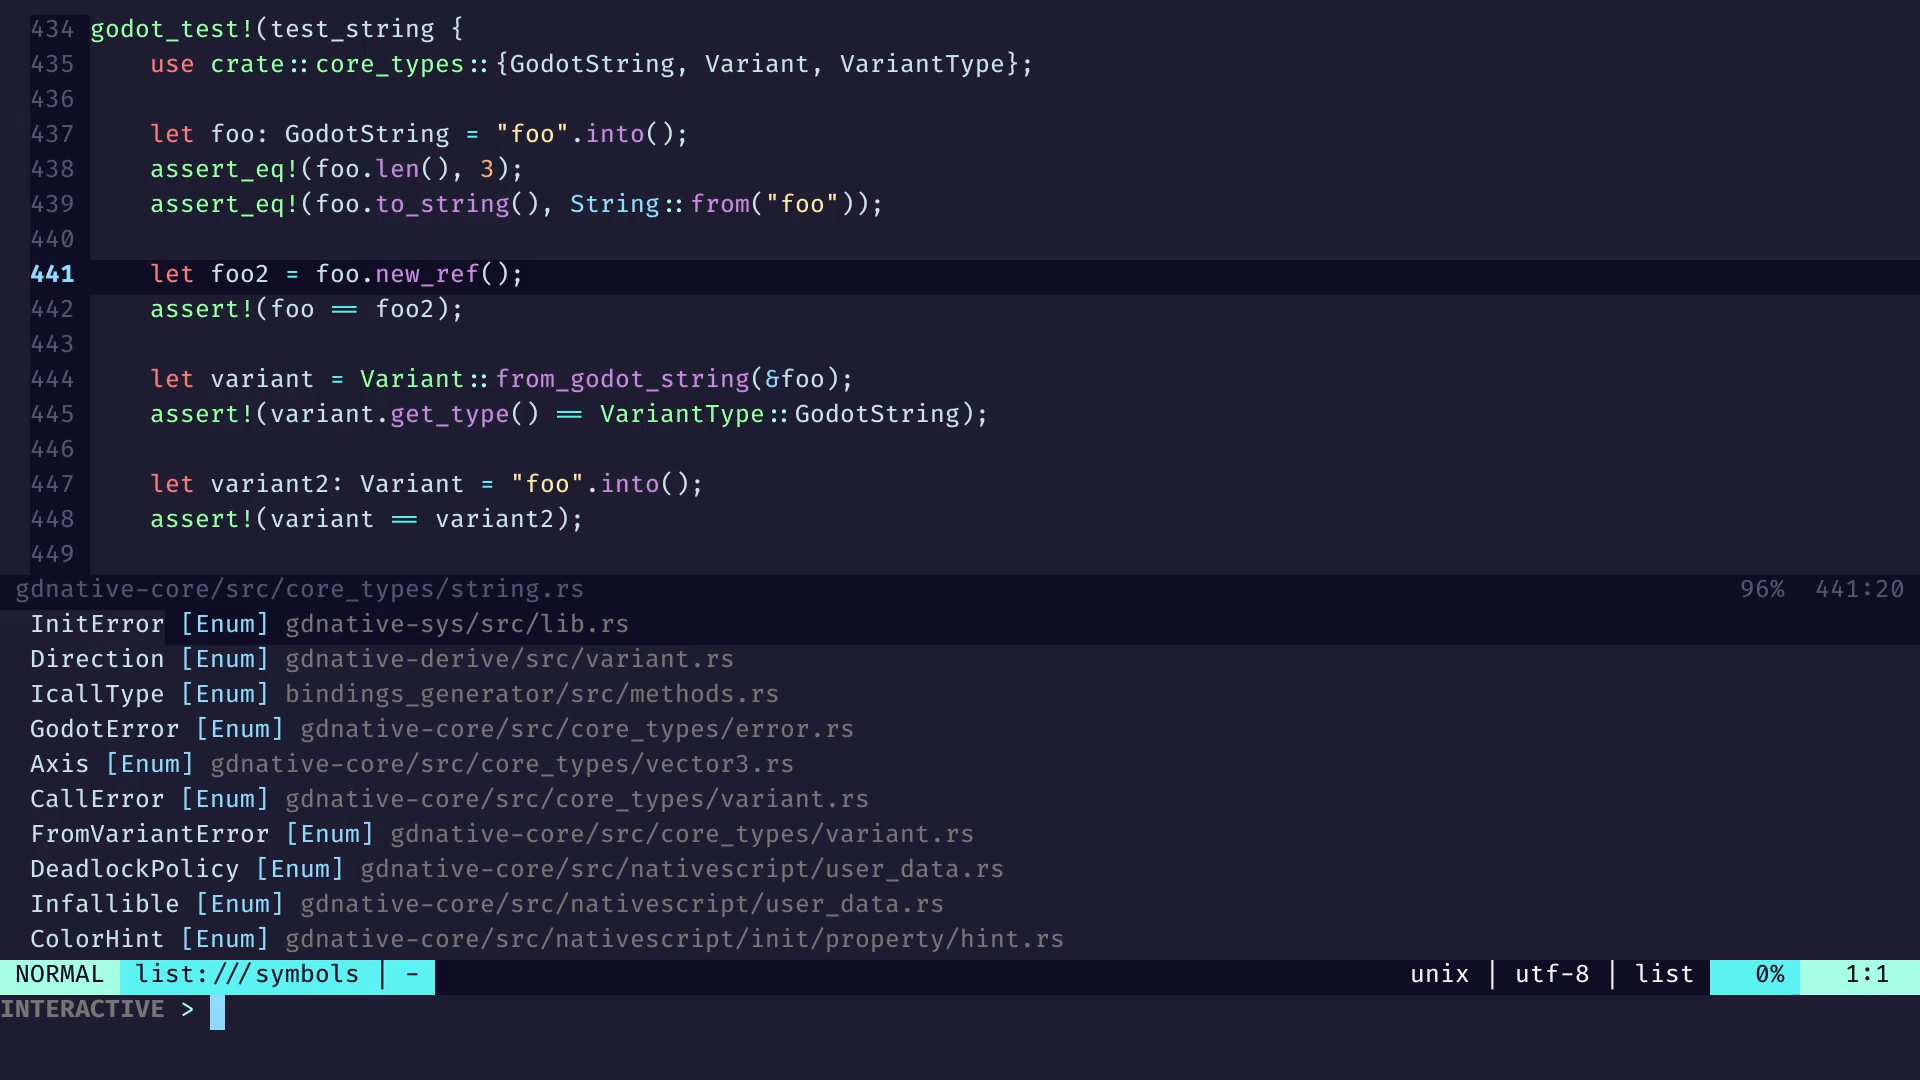 434 godot_test!(test_string {
435     use crate::core_types::{GodotString, Variant, VariantType};
436
437     let foo: GodotString = "foo".into();
438     assert_eq!(foo.len(), 3);
439     assert_eq!(foo.to_string(), String::from("foo"));
440
441     let foo2 = foo.new_ref();
442     assert!(foo == foo2);
443
444     let variant = Variant::from_godot_string(&foo);
445     assert!(variant.get_type() == VariantType::GodotString);
446
447     let variant2: Variant = "foo".into();
448     assert!(variant == variant2);
449
gdnative-core/src/core_types/string.rs 96% 441:20
InitError [Enum] gdnative-sys/src/lib.rs
Direction [Enum] gdnative-derive/src/variant.rs
IcallType [Enum] bindings_generator/src/methods.rs
GodotError [Enum] gdnative-core/src/core_types/error.rs
Axis [Enum] gdnative-core/src/core_types/vector3.rs
CallError [Enum] gdnative-core/src/core_types/variant.rs
FromVariantError [Enum] gdnative-core/src/core_types/variant.rs
DeadlockPolicy [Enum] gdnative-core/src/nativescript/user_data.rs
Infallible [Enum] gdnative-core/src/nativescript/user_data.rs
ColorHint [Enum] gdnative-core/src/nativescript/init/property/hint.rs
NORMAL list:///symbols | - unix | utf-8 | list 0% 1:1
INTERACTIVE >